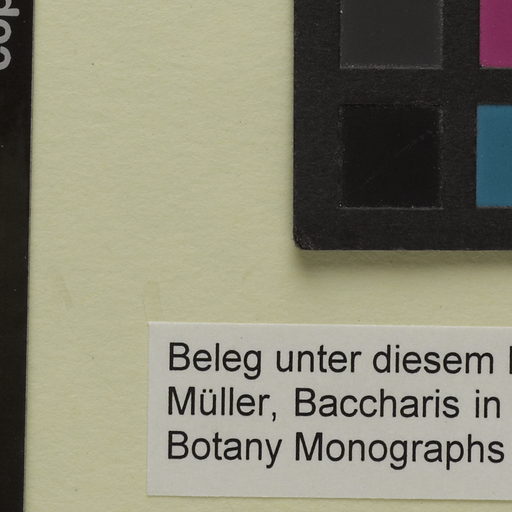 Beleg unter diesem
Müller, Baccharis in
Botany Monographs